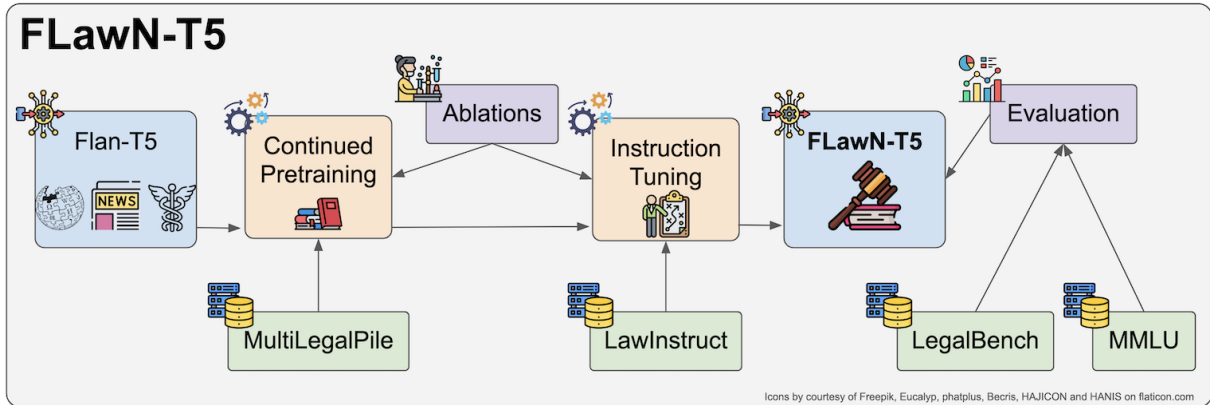 FLawN-T5
Flan-T5
NEWS
Continued
Pretraining
Ablations
Instruction
Tuning
FLawN-T5
Evaluation
MultiLegalPile
LawInstruct
LegalBench
MMLU
Icons by courtesy of Freepik, Eucalyp, phatplus, Becris, HAJICON and HANIS on flaticon.com